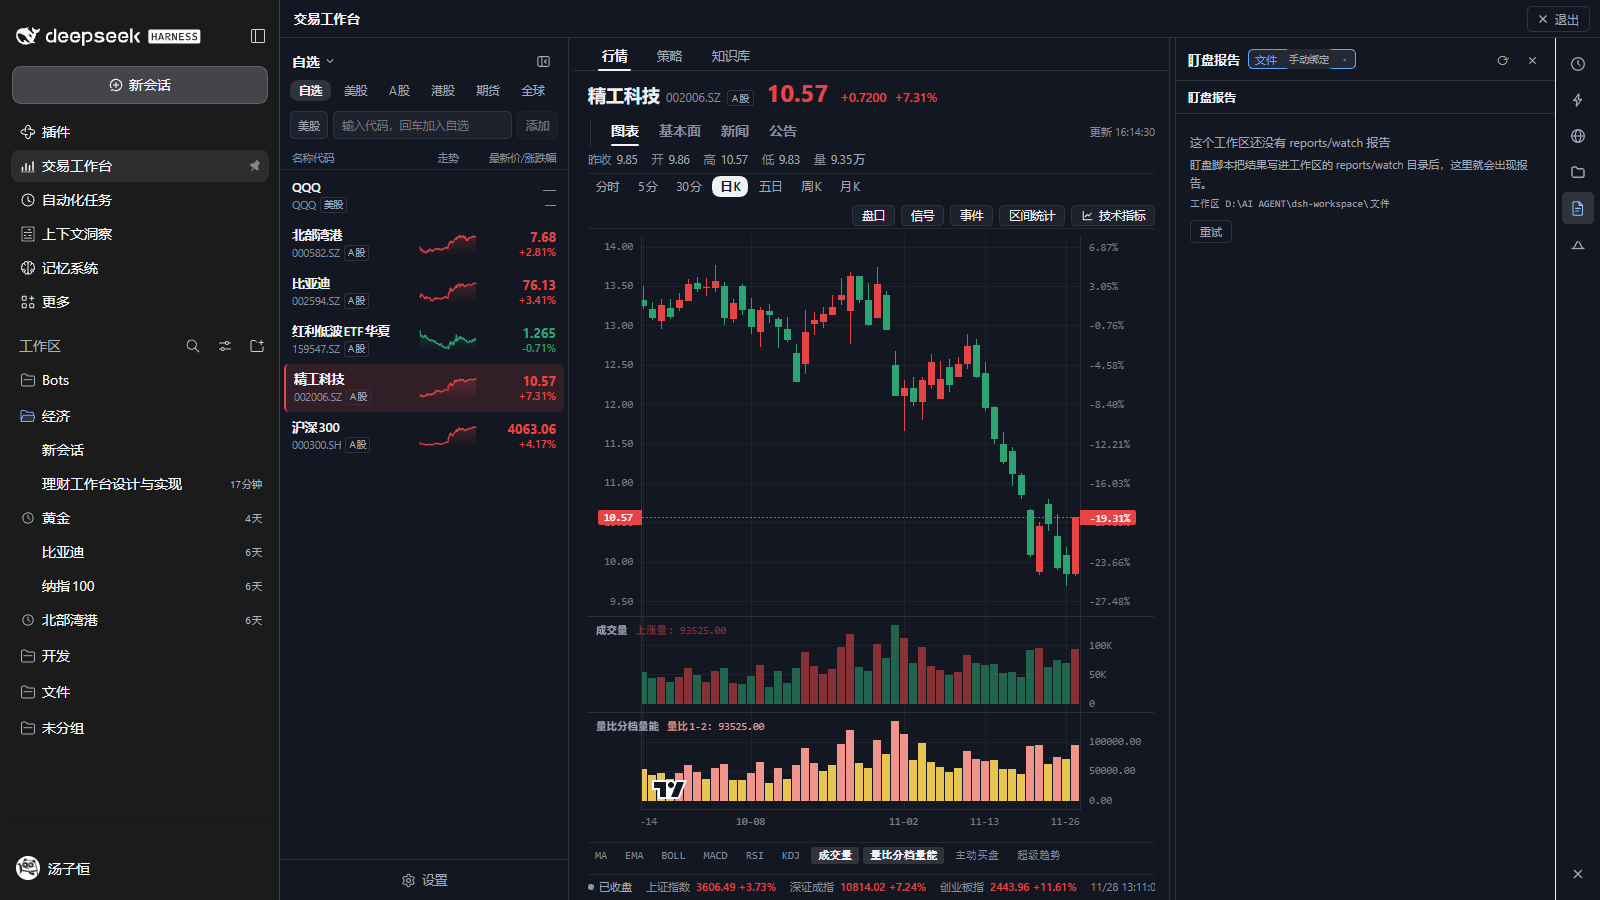 deepseek HARNESS
新会话
插件
交易工作台
自动化任务
上下文洞察
记忆系统
更多
工作区
Bots
经济
新会话
理财工作台设计与实现 17分钟
黄金 4天
比亚迪 6天
纳指100 6天
北部湾港 6天
开发
文件
未分组
汤子恒
交易工作台
退出
自选
自选 美股 A股 港股 期货 全球
美股 输入代码，回车加入自选 添加
名称代码 走势 最新价/涨跌幅
QQQ —
QQQ 美股 —
北部湾港 7.68
000582.SZ A股 +2.81%
比亚迪 76.13
002594.SZ A股 +3.41%
红利低波ETF华夏 1.265
159547.SZ A股 -0.71%
精工科技 10.57
002006.SZ A股 +7.31%
沪深300 4063.06
000300.SH A股 +4.17%
设置
行情 策略 知识库
精工科技 002006.SZ A股 10.57 +0.7200 +7.31%
图表 基本面 新闻 公告 更新 16:14:30
昨收 9.85 开 9.86 高 10.57 低 9.83 量 9.35万
分时 5分 30分 日K 五日 周K 月K
盘口 信号 事件 区间统计 技术指标
14.00 6.87%
13.50 3.05%
13.00 -0.76%
12.50 -4.58%
12.00 -8.40%
11.50 -12.21%
11.00 -16.03%
10.57 -19.31%
10.00 -23.66%
9.50 -27.48%
成交量 上涨量: 93525.00
100K
50K
0
量比分档量能 量比1-2: 93525.00
100000.00
50000.00
0.00
-14 10-08 11-02 11-13 11-26
MA EMA BOLL MACD RSI KDJ 成交量 量比分档量能 主动买盘 超级趋势
已收盘 上证指数 3606.49 +3.73% 深证成指 10814.02 +7.24% 创业板指 2443.96 +11.61% 11/28 13:11:0
盯盘报告 文件 手动绑定
盯盘报告
这个工作区还没有 reports/watch 报告
盯盘脚本把结果写进工作区的 reports/watch 目录后，这里就会出现报
告。
工作区 D:\AI AGENT\dsh-workspace\文件
重试